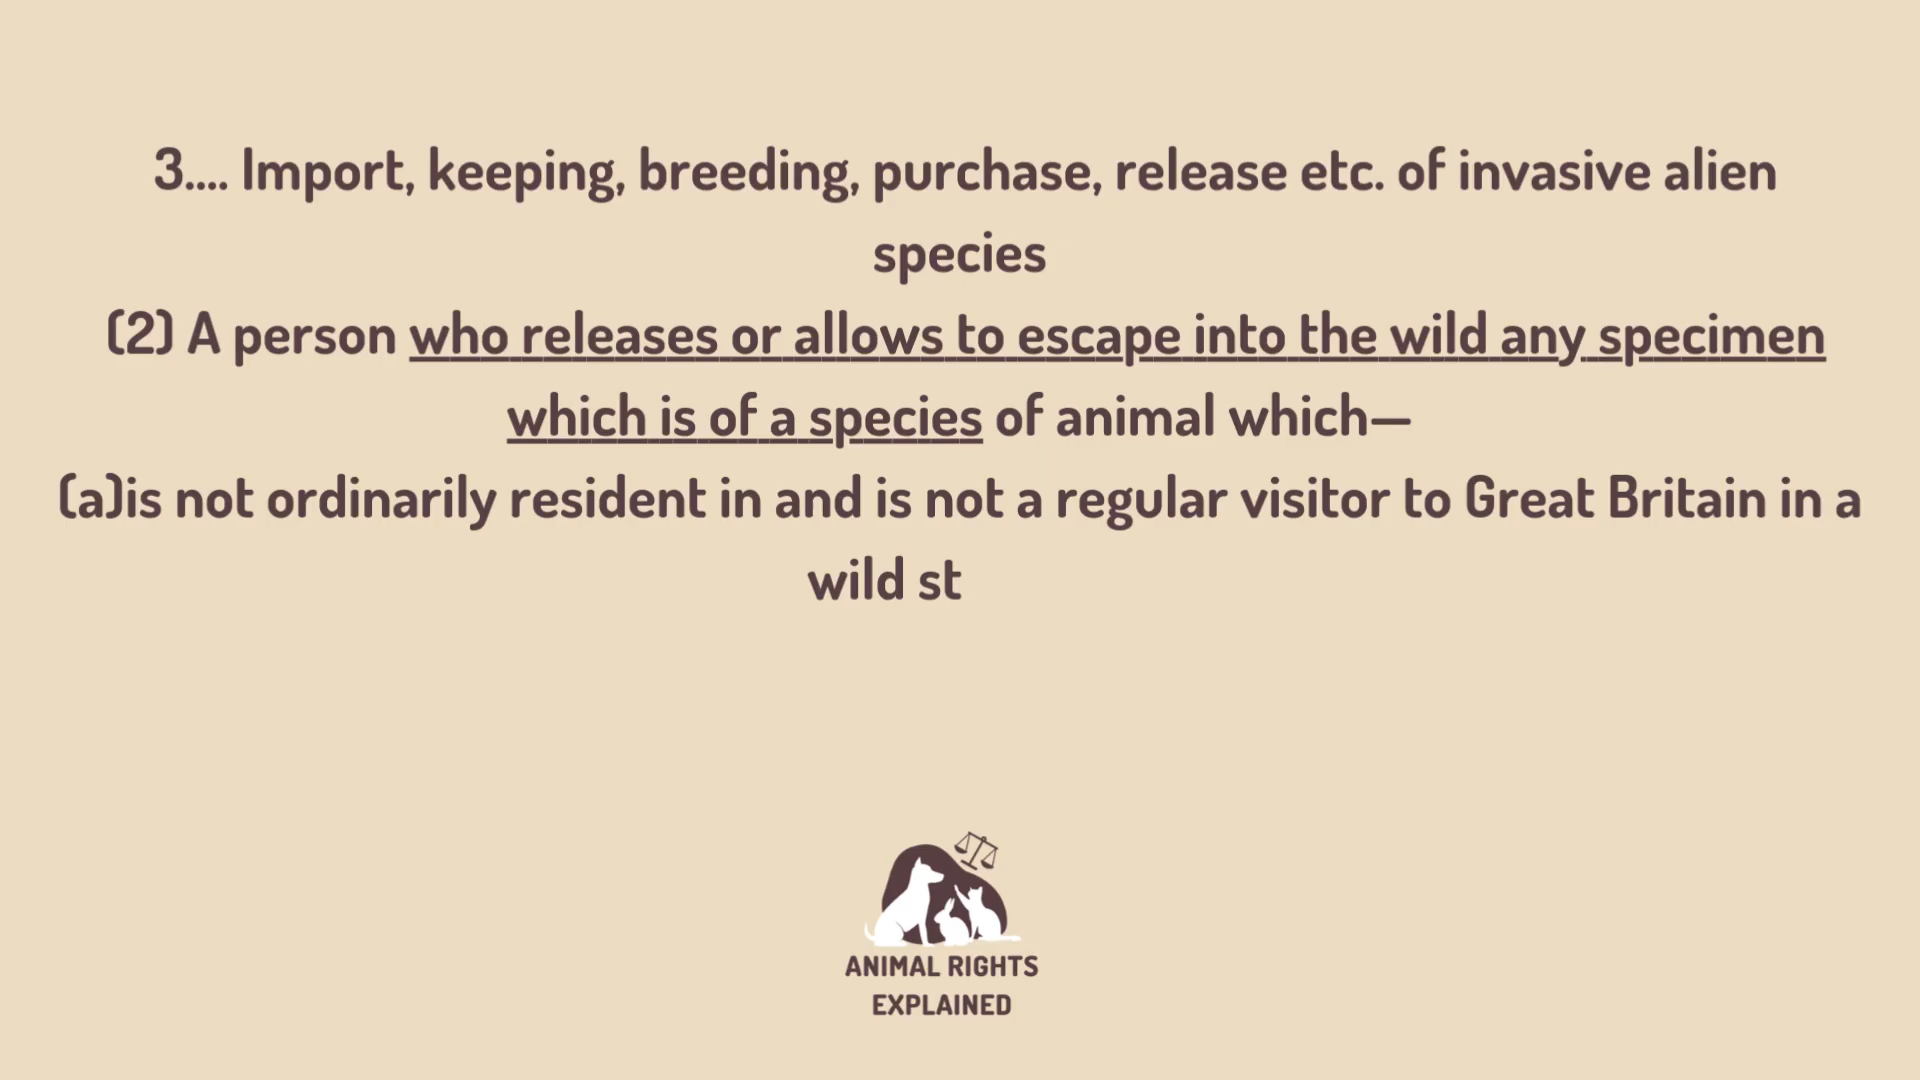 3.... Import, keeping, breeding, purchase, release etc. of invasive alien
species
(2) A person who releases or allows to escape into the wild any specimen
which is of a species of animal which—
(a)is not ordinarily resident in and is not a regular visitor to Great Britain in a
wild st
ANIMAL RIGHTS
EXPLAINED